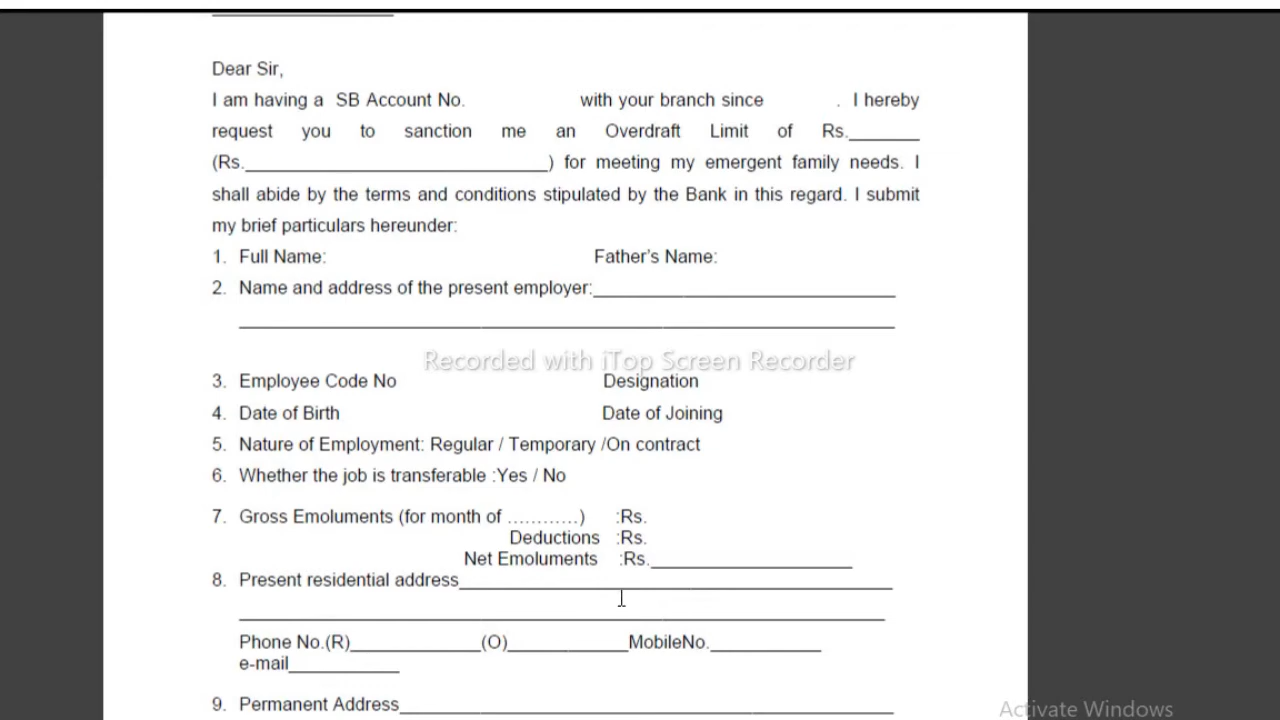 Dear Sir,
I am having a SB Account No. with your branch since . I hereby
request you to sanction me an Overdraft Limit of Rs._______
(Rs.______________________________) for meeting my emergent family needs. I
shall abide by the terms and conditions stipulated by the Bank in this regard. I submit
my brief particulars hereunder:
1. Full Name: Father's Name:
2. Name and address of the present employer:______________________________
_________________________________________________________________
Recorded with iTop Screen Recorder
3. Employee Code No Designation
4. Date of Birth Date of Joining
5. Nature of Employment: Regular / Temporary /On contract
6. Whether the job is transferable :Yes / No
7. Gross Emoluments (for month of …………) :Rs.
Deductions :Rs.
Net Emoluments :Rs.____________________
8. Present residential address___________________________________________
________________________________________________________________
Phone No.(R)_____________(O)____________MobileNo.___________
e-mail___________
9. Permanent Address_________________________________________________
Activate Windows